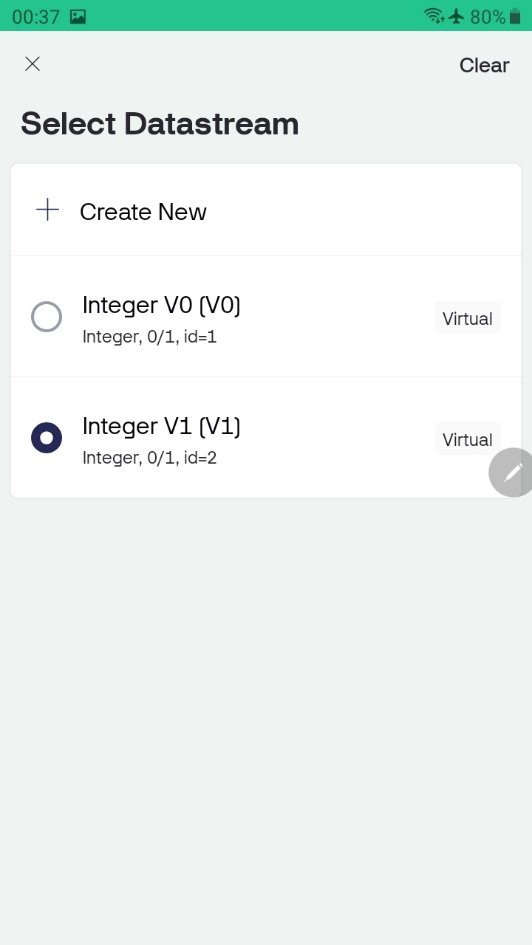 00:37 80%
Clear
Select Datastream
Create New
Integer V0 (V0)
Virtual
Integer, 0/1, id=1
Integer V1 (V1)
Virtual
Integer, 0/1, id=2